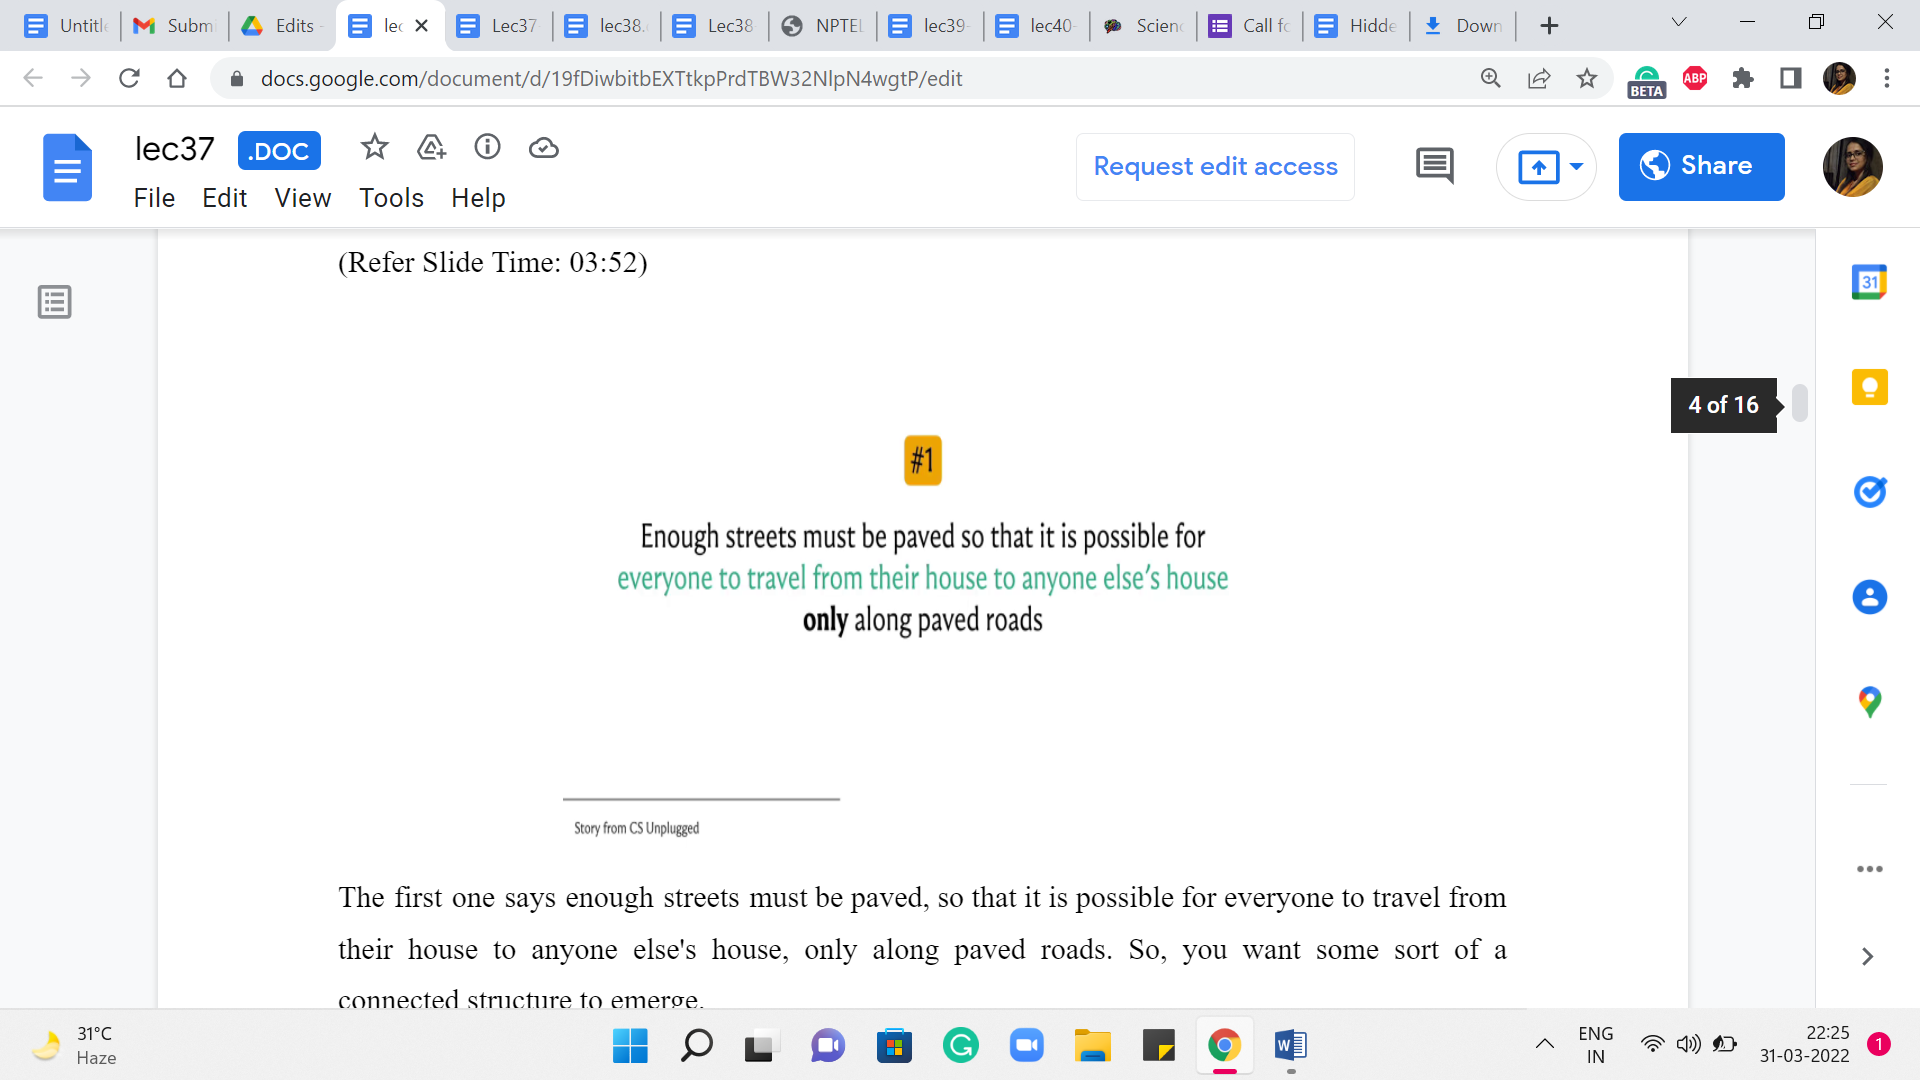 Untitl
Submi
Edits -
lec
Lec37-
lec38.
Lec38
NPTEL
lec39-
lec40-
Scienc
Call fo
Hidde
Down
docs.google.com/document/d/19fDiwbitbEXTtkpPrdTBW32NlpN4wgtP/edit
BETA
ABP
lec37 .DOC
File Edit View Tools Help
Request edit access
Share
31
(Refer Slide Time: 03:52)
4 of 16
#1
Enough streets must be paved so that it is possible for
everyone to travel from their house to anyone else's house
only along paved roads
Story from CS Unplugged
The first one says enough streets must be paved, so that it is possible for everyone to travel from
their house to anyone else's house, only along paved roads. So, you want some sort of a
connected structure to emerge.
31°C
Haze
ENG
IN
22:25
31-03-2022
1